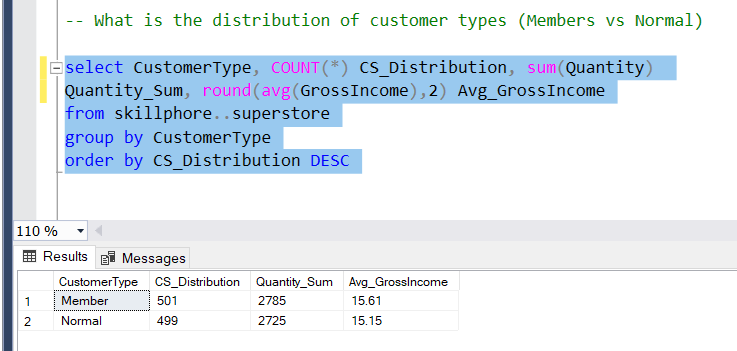 -- What is the distribution of customer types (Members vs Normal)
select CustomerType, COUNT(*) CS_Distribution, sum(Quantity)
Quantity_Sum, round(avg(GrossIncome),2) Avg_GrossIncome
from skillphore..superstore
group by CustomerType
order by CS_Distribution DESC
110 %
Results Messages
CustomerType CS_Distribution Quantity_Sum Avg_GrossIncome
1 Member 501 2785 15.61
2 Normal 499 2725 15.15